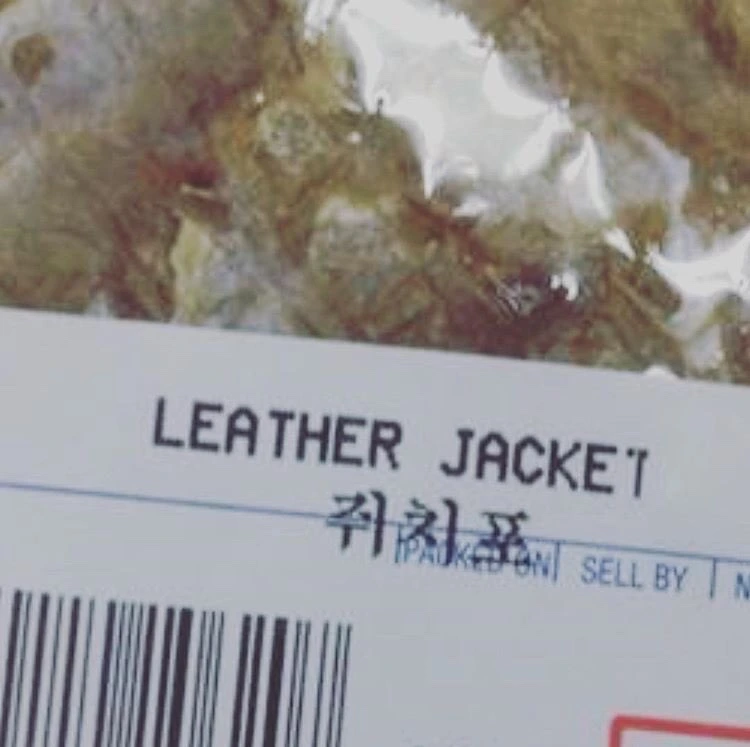 LEATHER JACKET
쥐치포
PACKED ON SELL BY